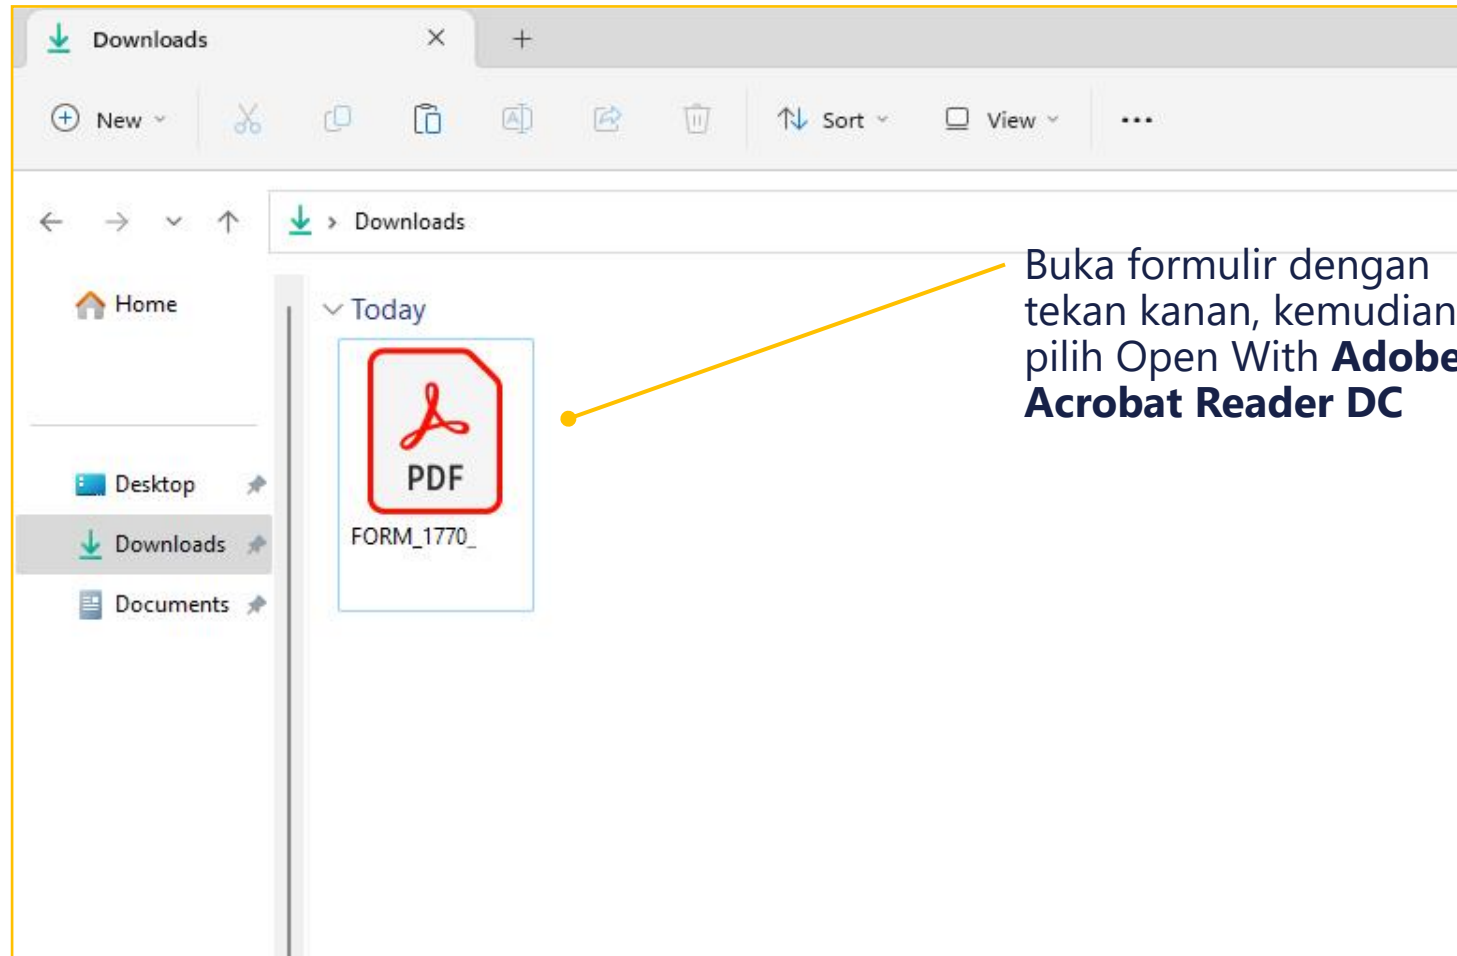 Downloads
New
Sort
View
Downloads
Home
Today
Buka formulir dengan
tekan kanan, kemudian
pilih Open With Adobe
Acrobat Reader DC
PDF
FORM_1770_
Desktop
Downloads
Documents